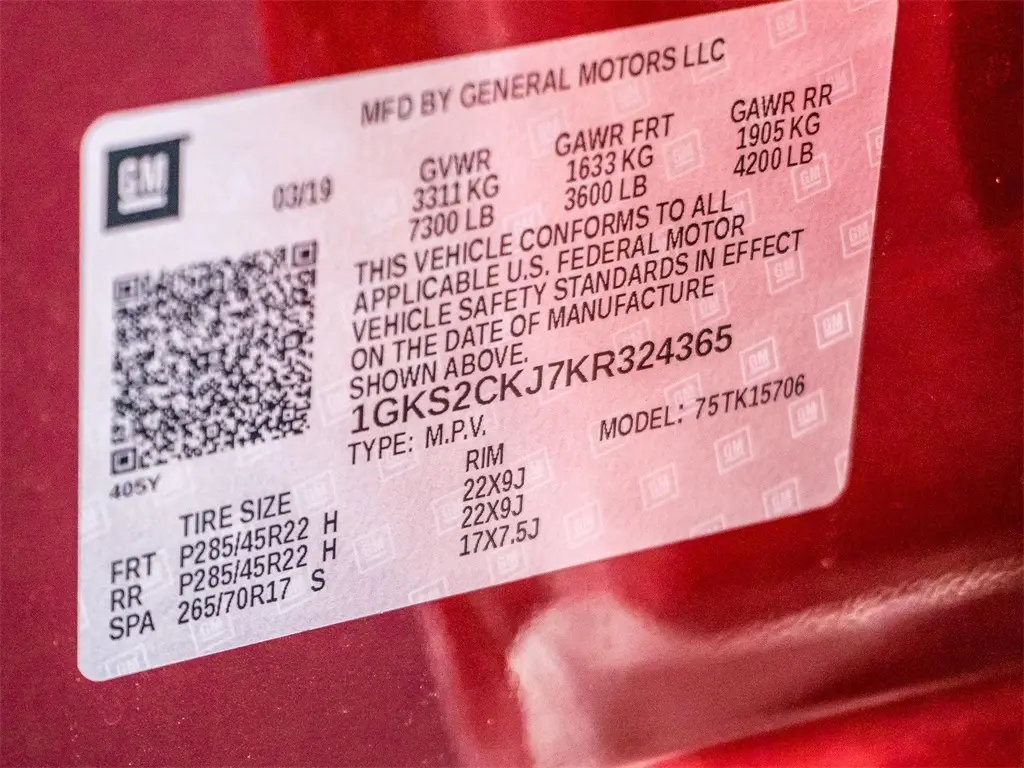 MFD BY GENERAL MOTORS LLC
GM
03/19
GVWR GAWR FRT GAWR RR
3311 KG 1633 KG 1905 KG
7300 LB 3600 LB 4200 LB
THIS VEHICLE CONFORMS TO ALL
APPLICABLE U.S. FEDERAL MOTOR
VEHICLE SAFETY STANDARDS IN EFFECT
ON THE DATE OF MANUFACTURE
SHOWN ABOVE.
1GKS2CKJ7KR324365
TYPE: M.P.V. MODEL: 75TK15706
405Y
TIRE SIZE RIM
FRT P285/45R22 H 22X9J
RR P285/45R22 H 22X9J
SPA 265/70R17 S 17X7.5J